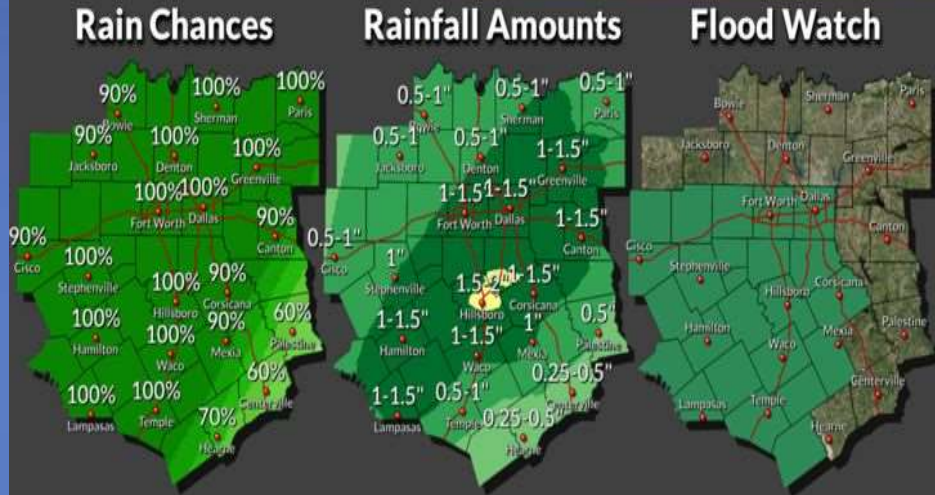 Rain Chances
90%
100%
100%
Bowie
Sherman
Paris
90%
100%
100%
Jacksboro
Denton
Greenville
100%
100%
Fort Worth
Dallas
90%
90%
Canton
Cisco
100%
Stephenville
100%
90%
Hillsboro
Corsicana
100%
60%
Hamilton
Palestine
100%
90%
Waco
Mexia
100%
100%
60%
Lampasas
Temple
Centerville
70%
Hearne
Rainfall Amounts
0.5-1"
0.5-1"
0.5-1"
Bowie
Sherman
Paris
0.5-1"
0.5-1"
1-1.5"
Jacksboro
Denton
Greenville
1-1.5"
1-1.5"
Fort Worth
Dallas
0.5-1"
1-1.5"
Cisco
Canton
1"
Stephenville
1.5-2"
1-1.5"
Hillsboro
Corsicana
1-1.5"
0.5"
Hamilton
Palestine
1-1.5"
1"
Waco
Mexia
1-1.5"
0.5-1"
0.25-0.5"
Lampasas
Temple
Centerville
0.25-0.5"
Hearne
Flood Watch
Bowie
Sherman
Paris
Jacksboro
Denton
Greenville
Fort Worth
Dallas
Cisco
Canton
Stephenville
Hillsboro
Corsicana
Hamilton
Waco
Mexia
Palestine
Lampasas
Temple
Centerville
Hearne